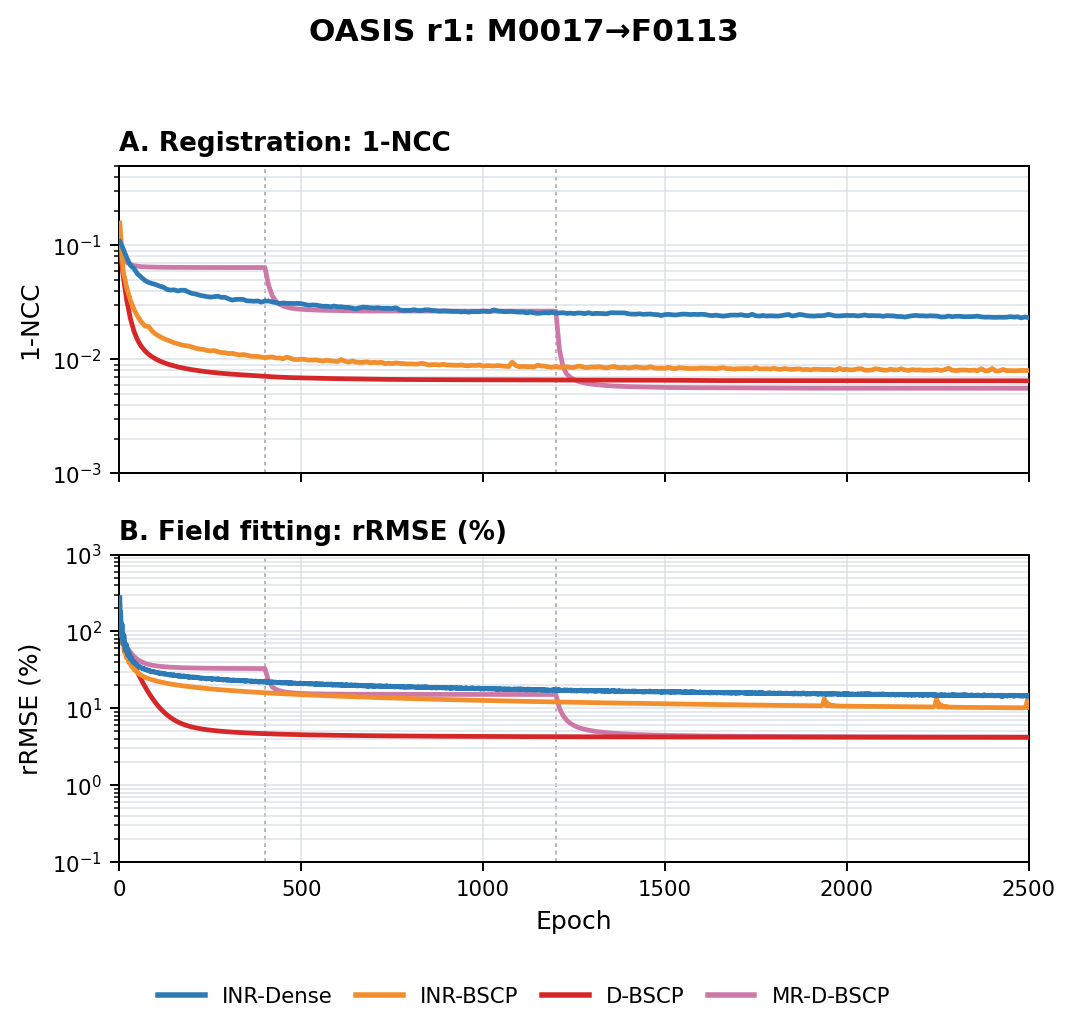 OASIS r1: M0017→F0113
A. Registration: 1-NCC
10⁻¹
10⁻²
10⁻³
1-NCC
B. Field fitting: rRMSE (%)
10³
10²
10¹
10⁰
10⁻¹
rRMSE (%)
0 500 1000 1500 2000 2500
Epoch
INR-Dense INR-BSCP D-BSCP MR-D-BSCP